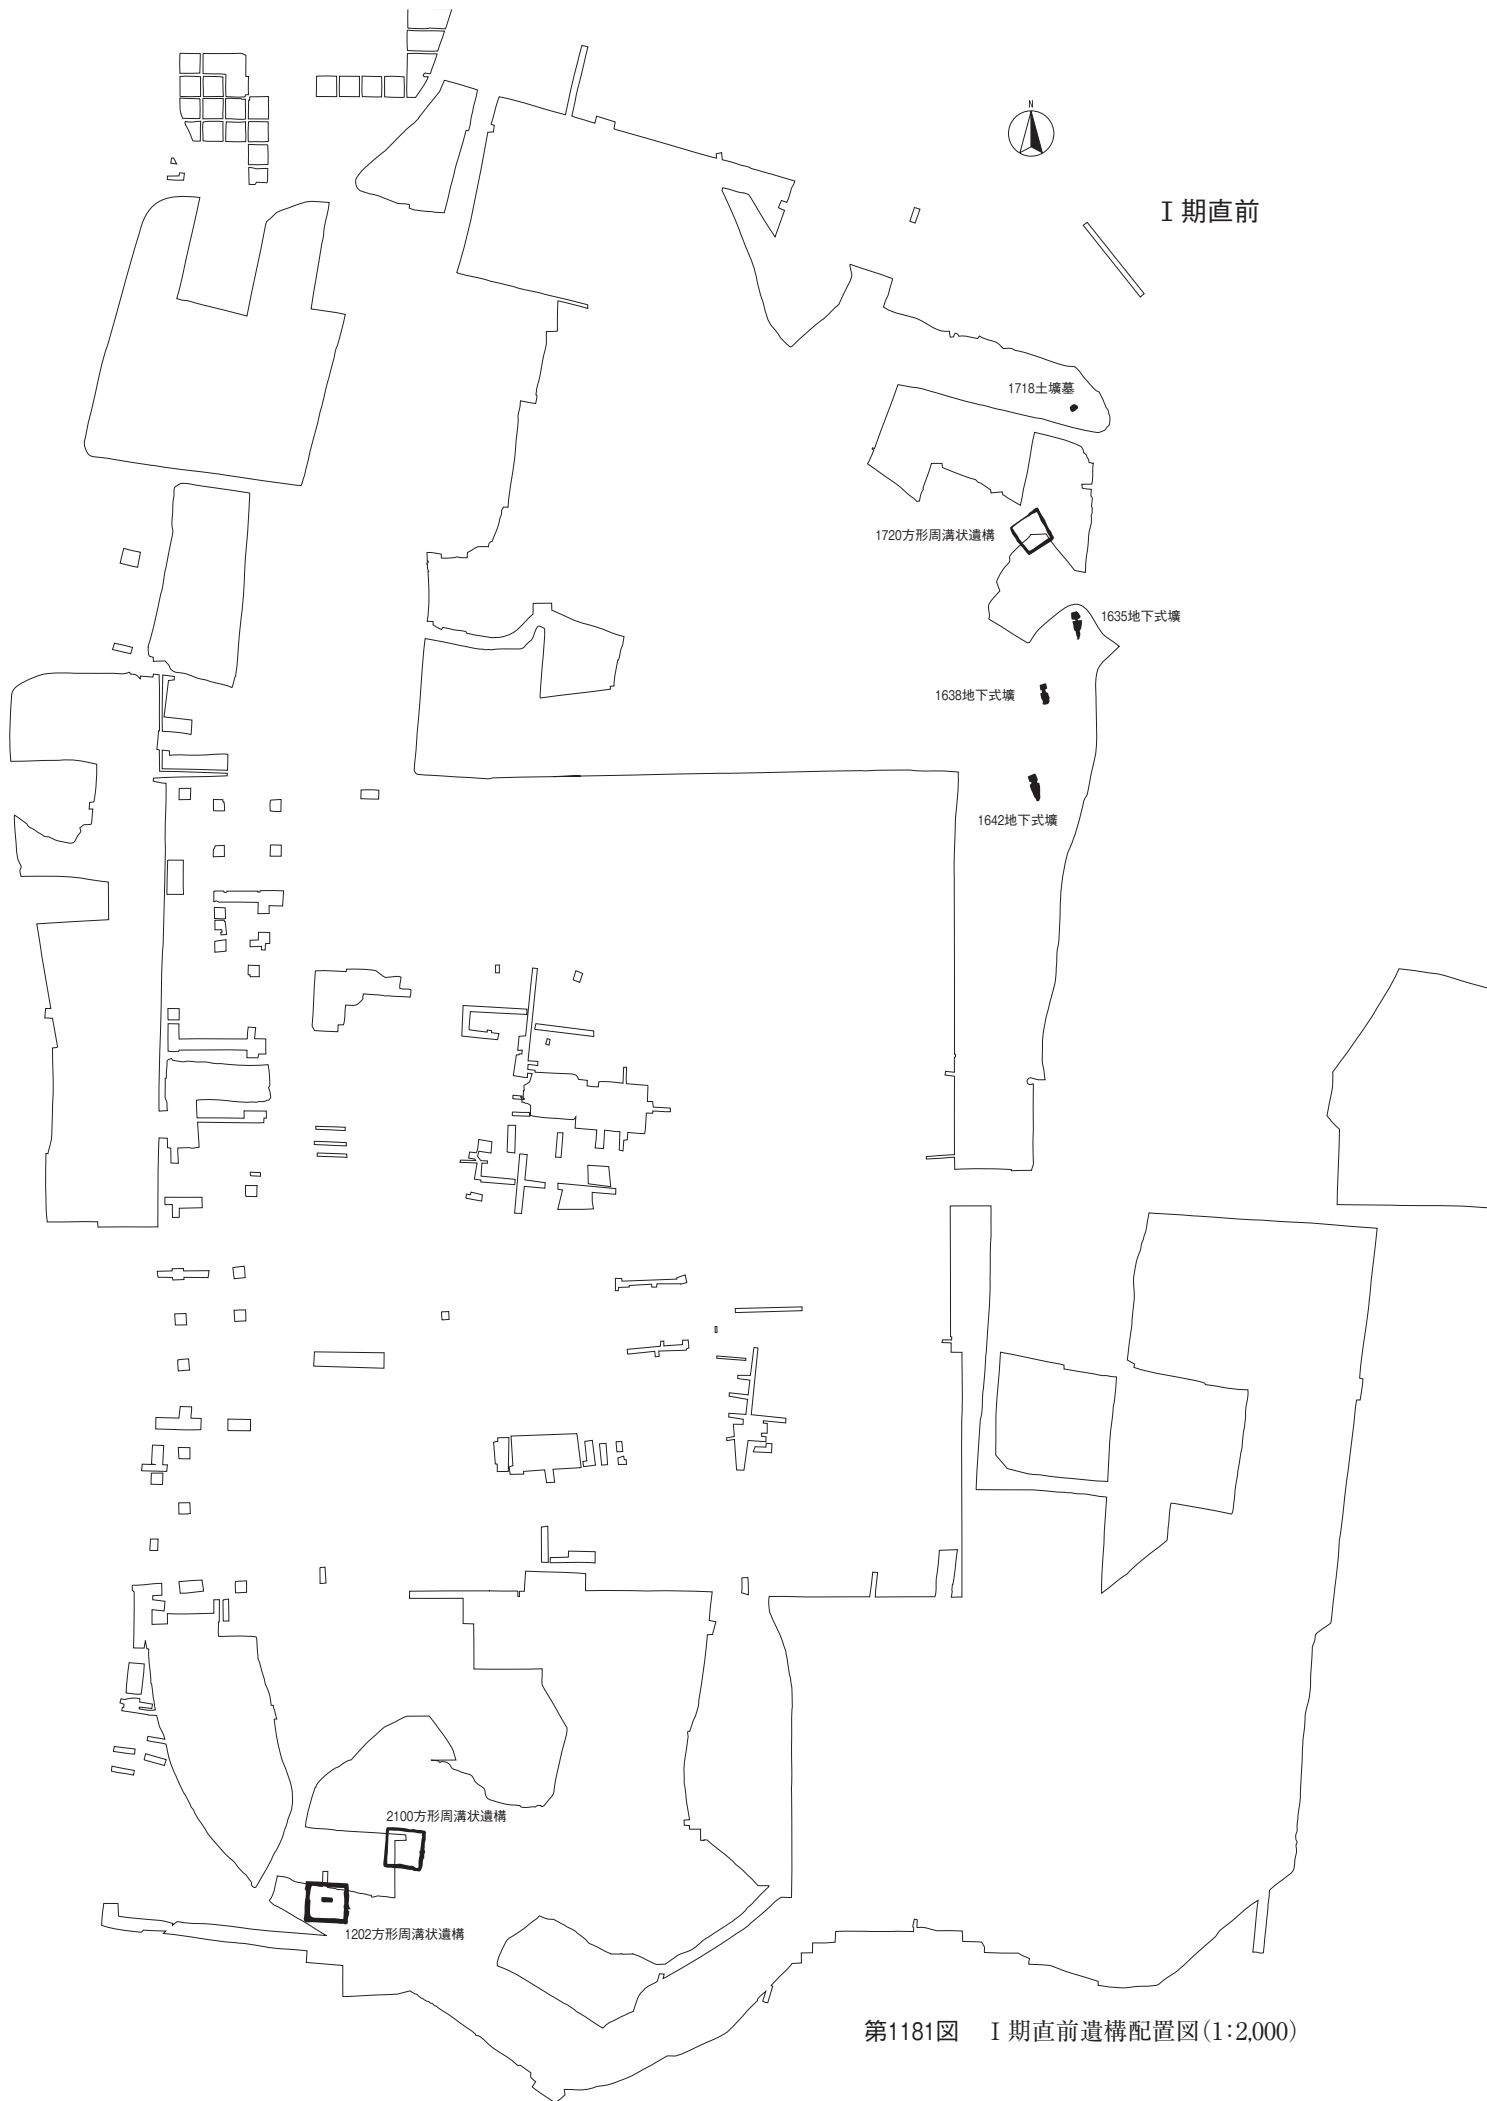 N
Ⅰ期直前
1718土壙墓
1720方形周溝状遺構
1635地下式壙
1638地下式壙
1642地下式壙
2100方形周溝状遺構
1202方形周溝状遺構
第1181図　Ⅰ期直前遺構配置図(1:2,000)